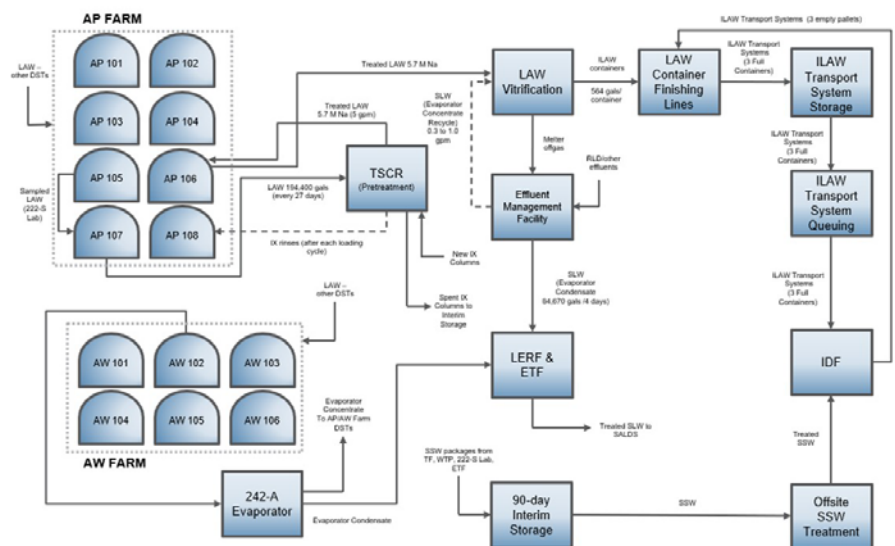 AP FARM
LAW –
other DSTs
AP 101
AP 102
AP 103
AP 104
AP 105
AP 106
AP 107
AP 108
Sampled
LAW
(222-S
Lab)
Treated LAW 5.7 M Na
Treated LAW
5.7 M Na (5 gpm)
LAW 194,400 gals
(every 27 days)
TSCR
(Pretreatment)
IX rinses (after each loading
cycle)
New IX
Columns
Spent IX
Columns to
Interim
Storage
SLW
(Evaporator
Concentrate
Recycle)
0.3 to 1.0
gpm
LAW
Vitrification
ILAW
containers
564 gals/
container
Melter
offgas
RLD/other
effluents
Effluent
Management
Facility
SLW
(Evaporator
Condensate
84,670 gals /4 days)
LAW
Container
Finishing
Lines
ILAW Transport Systems (3 empty pallets)
ILAW Transport
Systems
(3 Full
Containers)
ILAW
Transport
System
Storage
ILAW Transport
Systems
(3 Full
Containers)
ILAW
Transport
System
Queuing
ILAW Transport
Systems
(3 Full
Containers)
IDF
LAW –
other DSTs
AW 101
AW 102
AW 103
AW 104
AW 105
AW 106
AW FARM
Evaporator
Concentrate
To AP/AW Farm
DSTs
242-A
Evaporator
Evaporator Condensate
LERF &
ETF
Treated SLW to
SALDS
SSW packages from
TF, WTP, 222-S Lab,
ETF
90-day
Interim
Storage
SSW
Offsite
SSW
Treatment
Treated
SSW